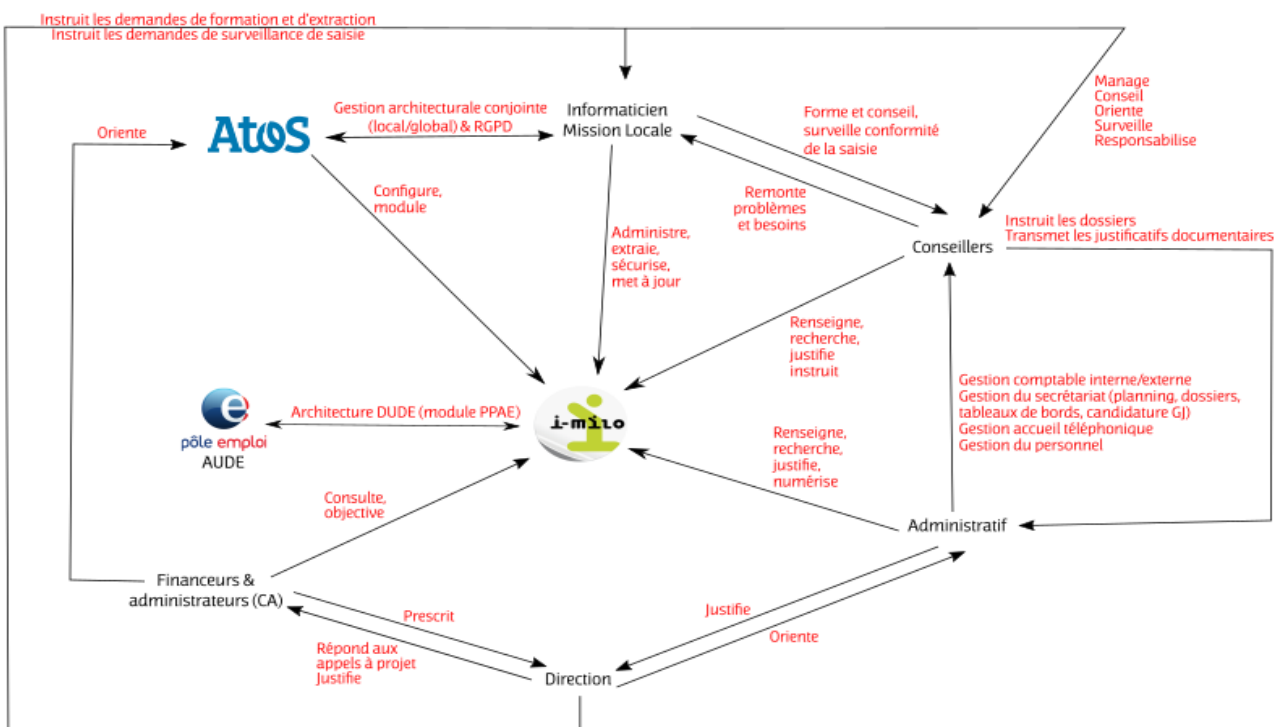 Instruit les demandes de formation et d'extraction
Instruit les demandes de surveillance de saisie
Oriente
Atos
Gestion architecturale conjointe
(local/global) & RGPD
Informaticien
Mission Locale
Forme et conseil,
surveille conformité
de la saisie
Manage
Conseil
Oriente
Surveille
Responsabilise
Configure,
module
Remonte
problèmes
et besoins
Administre,
extraie,
sécurise,
met à jour
Instruit les dossiers
Transmet les justificatifs documentaires
Conseillers
Renseigne,
recherche,
justifie
instruit
Gestion comptable interne/externe
Gestion du secrétariat (planning, dossiers,
tableaux de bords, candidature GJ)
Gestion accueil téléphonique
Gestion du personnel
pôle emploi
AUDE
Architecture DUDE (module PPAE)
i-milo
Renseigne,
recherche,
justifie,
numérise
Consulte,
objective
Administratif
Financeurs &
administrateurs (CA)
Prescrit
Justifie
Oriente
Répond aux
appels à projet
Justifie
Direction